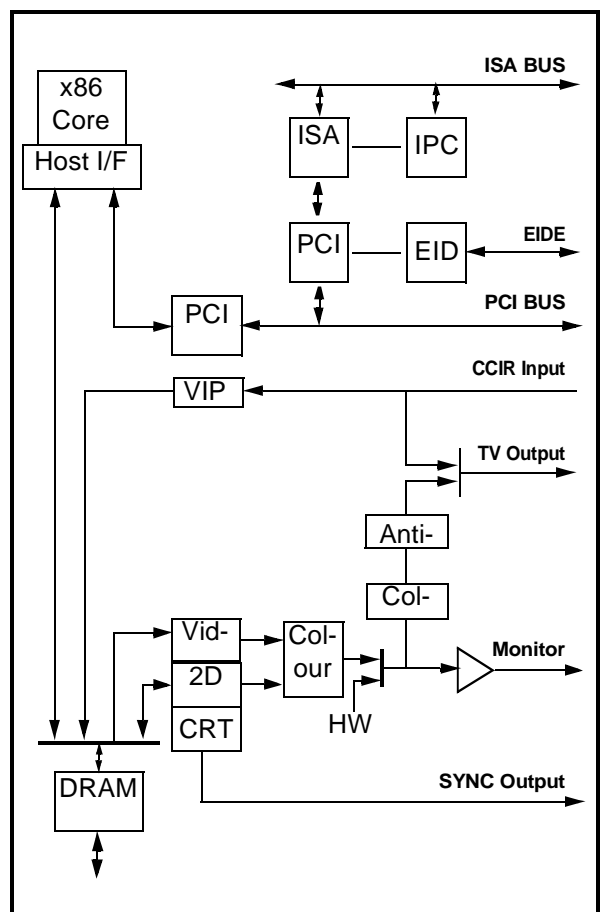 ISA BUS
x86
Core
Host I/F
ISA
IPC
PCI
EID
EIDE
PCI BUS
PCI
CCIR Input
VIP
TV Output
Anti-
Col-
Vid-
Col-
our
Monitor
2D
HW
CRT
SYNC Output
DRAM